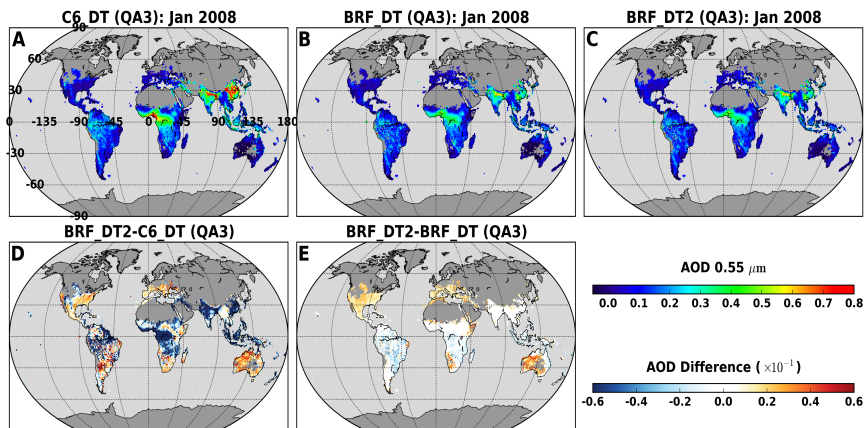 C6_DT (QA3): Jan 2008
BRF_DT (QA3): Jan 2008
BRF_DT2 (QA3): Jan 2008
90
A
B
C
60
30
0 -135 -90 -45 0 45 90 135 180
-30
-60
90
BRF_DT2-C6_DT (QA3)
BRF_DT2-BRF_DT (QA3)
D
E
AOD 0.55 μm
0.0 0.1 0.2 0.3 0.4 0.5 0.6 0.7 0.8
AOD Difference (×10⁻¹)
-0.6 -0.4 -0.2 0.0 0.2 0.4 0.6